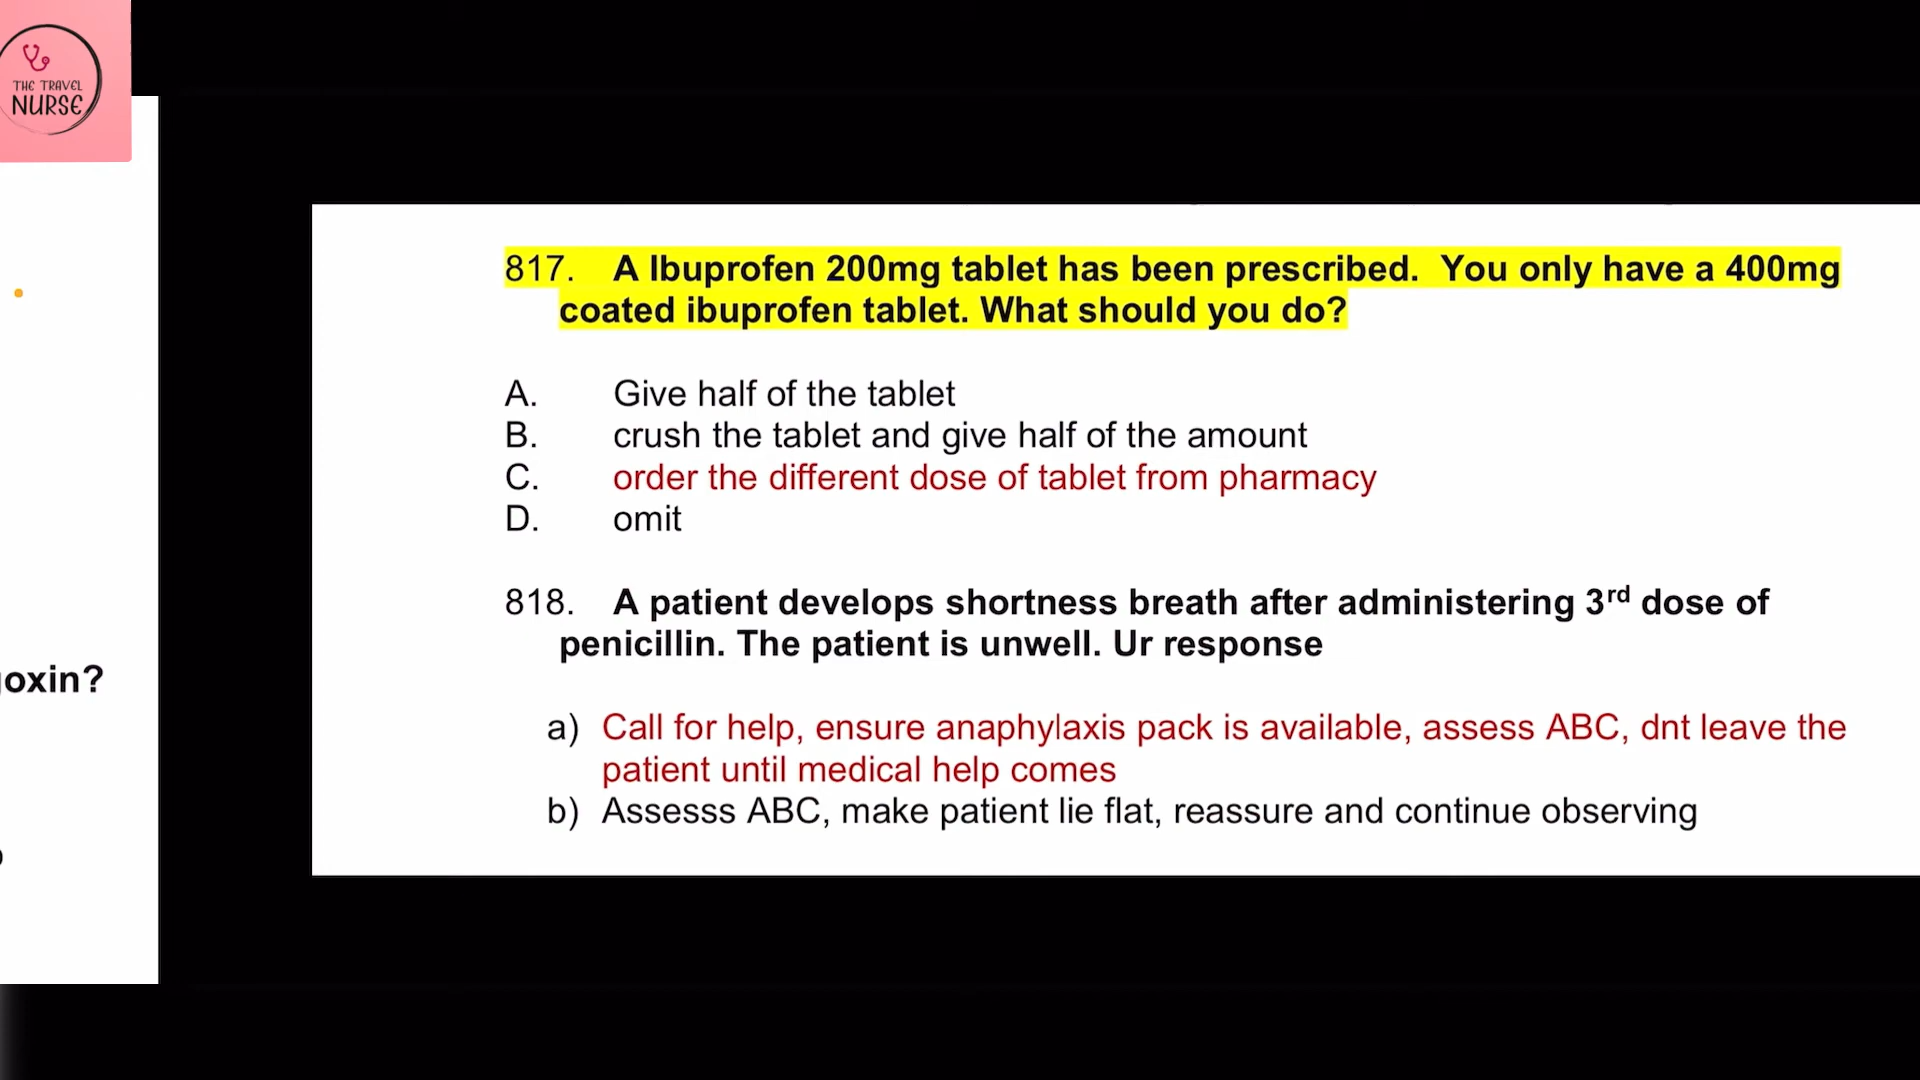 THE TRAVEL
NURSE
817. A Ibuprofen 200mg tablet has been prescribed. You only have a 400mg
coated ibuprofen tablet. What should you do?
A. Give half of the tablet
B. crush the tablet and give half of the amount
C. order the different dose of tablet from pharmacy
D. omit
818. A patient develops shortness breath after administering 3rd dose of
penicillin. The patient is unwell. Ur response
a) Call for help, ensure anaphylaxis pack is available, assess ABC, dnt leave the
patient until medical help comes
b) Assesss ABC, make patient lie flat, reassure and continue observing
oxin?